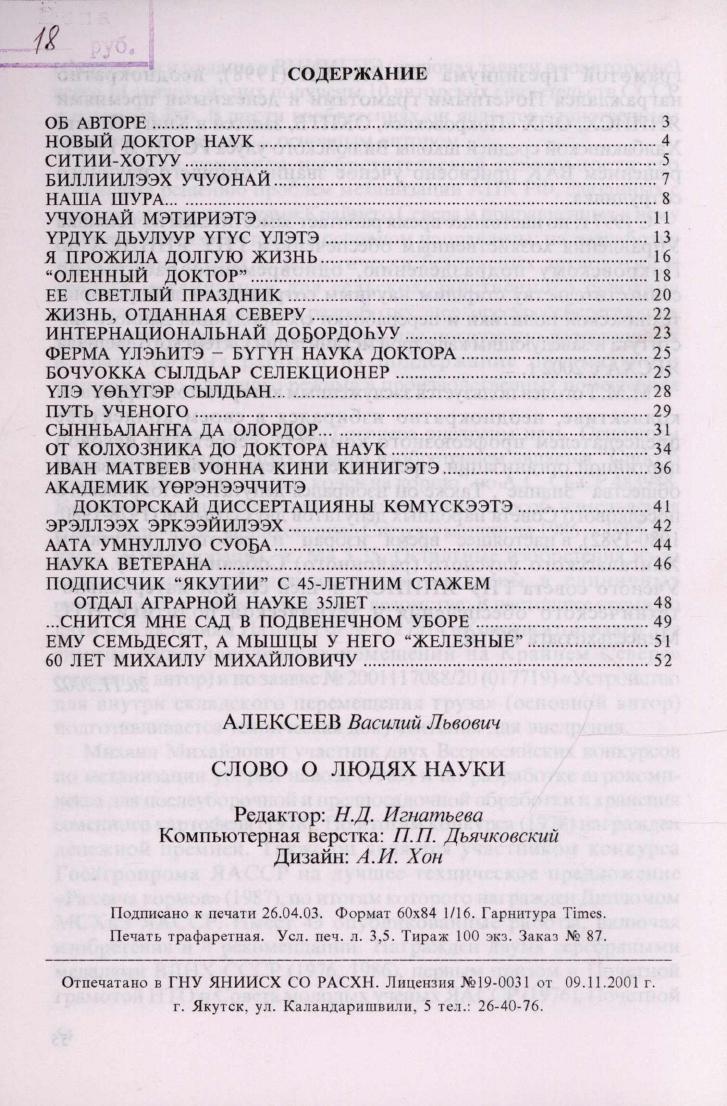 Цена
18 руб.
СОДЕРЖАНИЕ
ОБ АВТОРЕ ... 3
НОВЫЙ ДОКТОР НАУК ... 4
СИТИИ-ХОТУУ ... 5
БИЛЛИИЛЭЭХ УЧУОНАЙ ... 7
НАША ШУРА... ... 8
УЧУОНАЙ МЭТИРИЭТЭ ... 11
ҮРДҮК ДЬУЛУУР ҮГҮС ҮЛЭТЭ ... 13
Я ПРОЖИЛА ДОЛГУЮ ЖИЗНЬ ... 16
“ОЛЕННЫЙ ДОКТОР” ... 18
ЕЕ СВЕТЛЫЙ ПРАЗДНИК ... 20
ЖИЗНЬ, ОТДАННАЯ СЕВЕРУ ... 22
ИНТЕРНАЦИОНАЛЬНАЙ ДОҔОРДОҺУУ ... 23
ФЕРМА ҮЛЭҺИТЭ – БҮГҮН НАУКА ДОКТОРА ... 25
БОЧУОККА СЫЛДЬАР СЕЛЕКЦИОНЕР ... 25
ҮЛЭ ҮӨҺҮГЭР СЫЛДЬАН... ... 28
ПУТЬ УЧЕНОГО ... 29
СЫННЬАЛАҤҤА ДА ОЛОРДОР.. ... 31
ОТ КОЛХОЗНИКА ДО ДОКТОРА НАУК ... 34
ИВАН МАТВЕЕВ УОННА КИНИ КИНИГЭТЭ ... 36
АКАДЕМИК ҮӨРЭНЭЭЧЧИТЭ
ДОКТОРСКАЙ ДИССЕРТАЦИЯНЫ КӨМҮСКЭЭТЭ ... 41
ЭРЭЛЛЭЭХ ЭРКЭЭЙИЛЭЭХ ... 42
ААТА УМНУЛЛУО СУОҔА ... 44
НАУКА ВЕТЕРАНА ... 46
ПОДПИСЧИК “ЯКУТИИ” С 45-ЛЕТНИМ СТАЖЕМ
ОТДАЛ АГРАРНОЙ НАУКЕ 35ЛЕТ ... 48
...СНИТСЯ МНЕ САД В ПОДВЕНЕЧНОМ УБОРЕ ... 49
ЕМУ СЕМЬДЕСЯТ, А МЫШЦЫ У НЕГО “ЖЕЛЕЗНЫЕ” ... 51
60 ЛЕТ МИХАИЛУ МИХАЙЛОВИЧУ ... 52
АЛЕКСЕЕВ Василий Львович
СЛОВО О ЛЮДЯХ НАУКИ
Редактор: Н.Д. Игнатьева
Компьютерная верстка: П.П. Дьячковский
Дизайн: А.И. Хон
Подписано к печати 26.04.03. Формат 60х84 1/16. Гарнитура Times.
Печать трафаретная. Усл. печ. л. 3,5. Тираж 100 экз. Заказ № 87.
Отпечатано в ГНУ ЯНИИСХ СО РАСХН. Лицензия №19-0031 от 09.11.2001 г.
г. Якутск, ул. Каландаришвили, 5 тел.: 26-40-76.